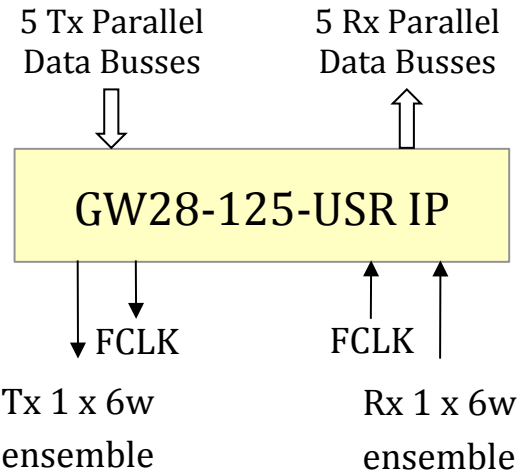 5 Tx Parallel
Data Busses
5 Rx Parallel
Data Busses
GW28-125-USR IP
FCLK
FCLK
Tx 1 x 6w
ensemble
Rx 1 x 6w
ensemble